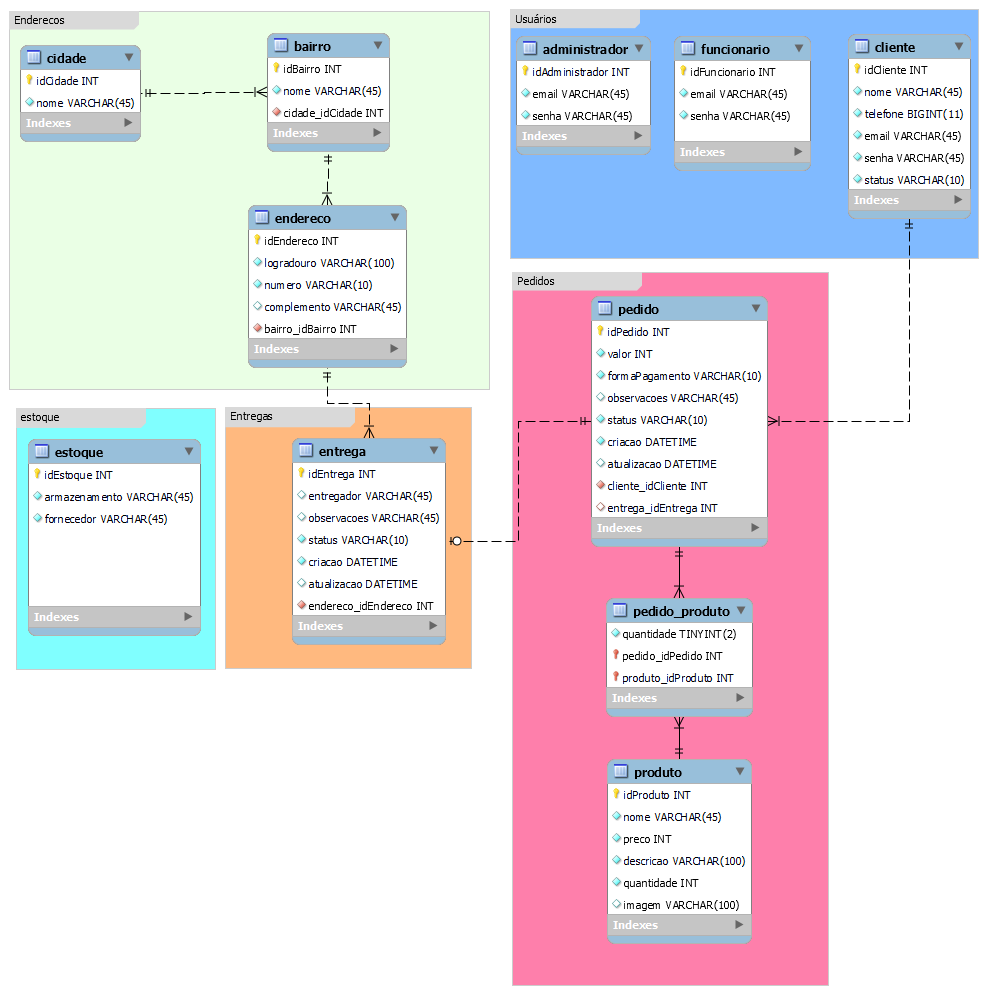 Enderecos
cidade
idCidade INT
nome VARCHAR(45)
Indexes
bairro
idBairro INT
nome VARCHAR(45)
cidade_idCidade INT
Indexes
endereco
idEndereco INT
logradouro VARCHAR(100)
numero VARCHAR(10)
complemento VARCHAR(45)
bairro_idBairro INT
Indexes
Usuários
administrador
idAdministrador INT
email VARCHAR(45)
senha VARCHAR(45)
Indexes
funcionario
idFuncionario INT
email VARCHAR(45)
senha VARCHAR(45)
Indexes
cliente
idCliente INT
nome VARCHAR(45)
telefone BIGINT(11)
email VARCHAR(45)
senha VARCHAR(45)
status VARCHAR(10)
Indexes
estoque
estoque
idEstoque INT
armazenamento VARCHAR(45)
fornecedor VARCHAR(45)
Indexes
Entregas
entrega
idEntrega INT
entregador VARCHAR(45)
observacoes VARCHAR(45)
status VARCHAR(10)
criacao DATETIME
atualizacao DATETIME
endereco_idEndereco INT
Indexes
Pedidos
pedido
idPedido INT
valor INT
formaPagamento VARCHAR(10)
observacoes VARCHAR(45)
status VARCHAR(10)
criacao DATETIME
atualizacao DATETIME
cliente_idCliente INT
entrega_idEntrega INT
Indexes
pedido_produto
quantidade TINYINT(2)
pedido_idPedido INT
produto_idProduto INT
Indexes
produto
idProduto INT
nome VARCHAR(45)
preco INT
descricao VARCHAR(100)
quantidade INT
imagem VARCHAR(100)
Indexes